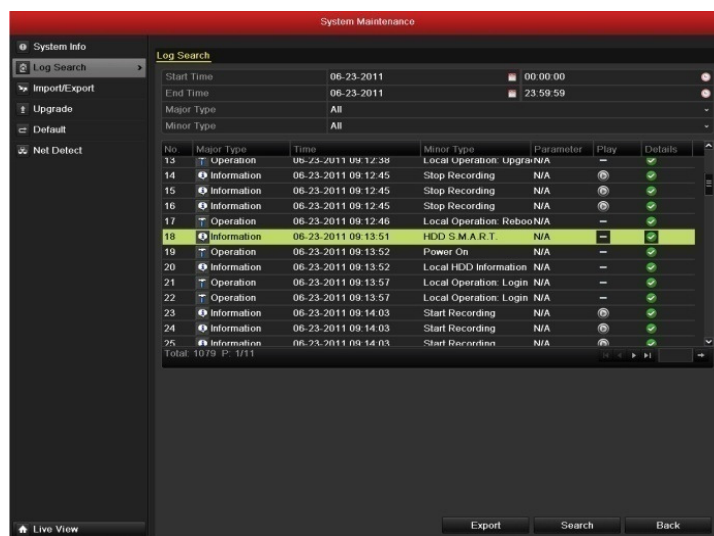 System Maintenance
System Info
Log Search
Import/Export
Upgrade
Default
Net Detect
Live View
Log Search
Start Time 06-23-2011 00:00:00
End Time 06-23-2011 23:59:59
Major Type All
Minor Type All
No. Major Type Time Minor Type Parameter Play Details
13 Operation 06-23-2011 09:12:38 Local Operation: Upgra N/A —
14 Information 06-23-2011 09:12:45 Stop Recording N/A
15 Information 06-23-2011 09:12:45 Stop Recording N/A
16 Information 06-23-2011 09:12:45 Stop Recording N/A
17 Operation 06-23-2011 09:12:46 Local Operation: Reboo N/A —
18 Information 06-23-2011 09:13:51 HDD S.M.A.R.T. N/A —
19 Operation 06-23-2011 09:13:52 Power On N/A —
20 Information 06-23-2011 09:13:52 Local HDD Information N/A —
21 Operation 06-23-2011 09:13:57 Local Operation: Login N/A —
22 Operation 06-23-2011 09:13:57 Local Operation: Login N/A —
23 Information 06-23-2011 09:14:03 Start Recording N/A
24 Information 06-23-2011 09:14:03 Start Recording N/A
25 Information 06-23-2011 09:14:03 Start Recording N/A
Total: 1079 P: 1/11
Export Search Back